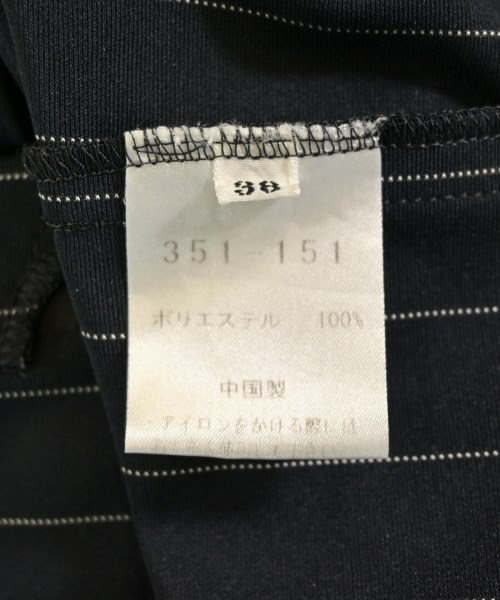 38
351-151
ポリエステル 100%
中国製
・アイロンをかける際には